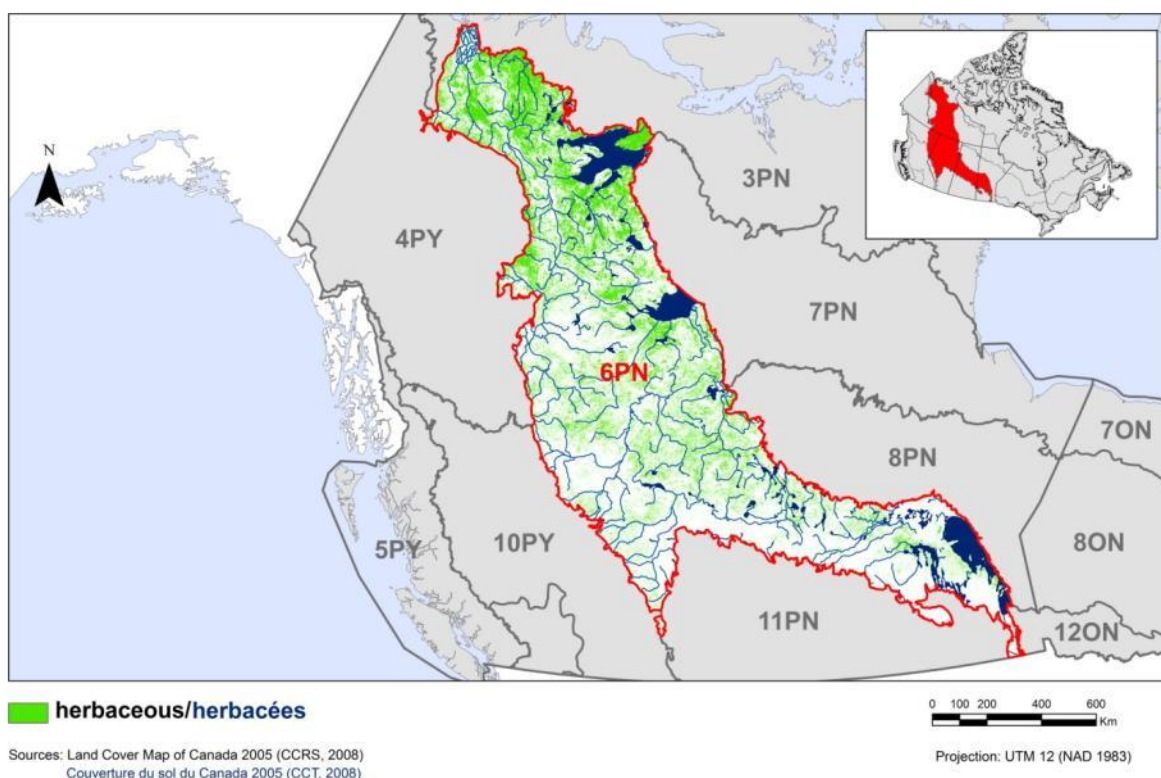 N
3PN
4PY
7PN
6PN
8PN
7ON
5PY
10PY
8ON
11PN
12ON
herbaceous/herbacées
0 100 200 300 400 600
Km
Sources: Land Cover Map of Canada 2005 (CCRS, 2008)
Couverture du sol du Canada 2005 (CCT, 2008)
Projection: UTM 12 (NAD 1983)